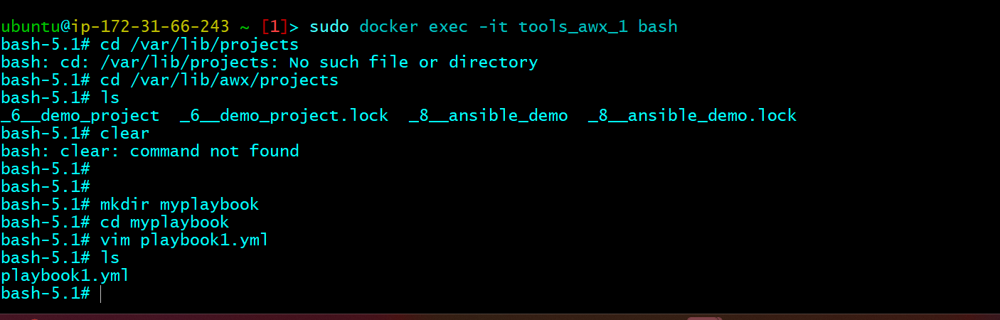 ubuntu@ip-172-31-66-243 ~ [1]> sudo docker exec -it tools_awx_1 bash
bash-5.1# cd /var/lib/projects
bash: cd: /var/lib/projects: No such file or directory
bash-5.1# cd /var/lib/awx/projects
bash-5.1# ls
_6__demo_project  _6__demo_project.lock  _8__ansible_demo  _8__ansible_demo.lock
bash-5.1# clear
bash: clear: command not found
bash-5.1#
bash-5.1#
bash-5.1# mkdir myplaybook
bash-5.1# cd myplaybook
bash-5.1# vim playbook1.yml
bash-5.1# ls
playbook1.yml
bash-5.1#